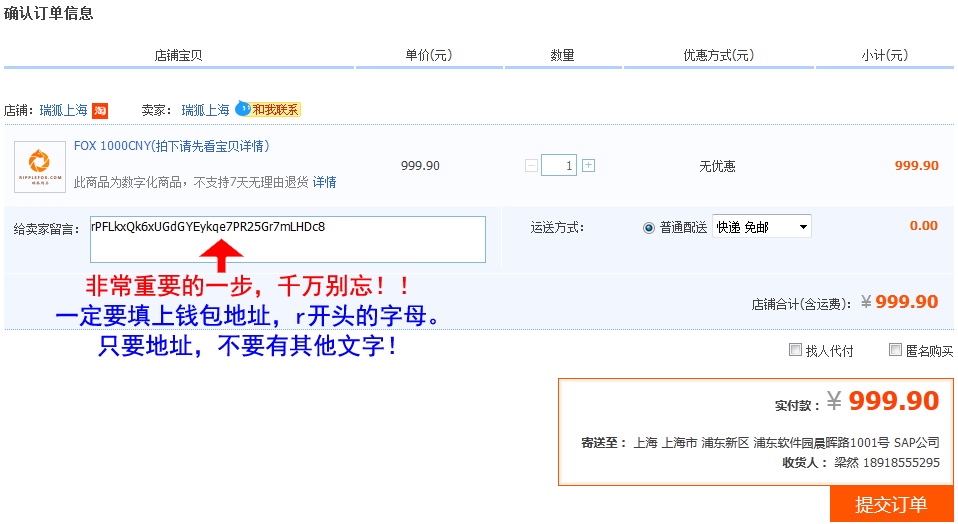 确认订单信息
店铺宝贝 单价(元) 数量 优惠方式(元) 小计(元)
店铺：瑞狐上海 淘 卖家：瑞狐上海 和我联系
FOX 1000CNY(拍下请先看宝贝详情)
999.90 1 无优惠 999.90
RIPPLEFOX.COM
此商品为数字化商品，不支持7天无理由退货 详情
给卖家留言：rPFLkxQk6xUGdGYEykqe7PR25Gr7mLHDc8 运送方式： 普通配送 快递 免邮 0.00
非常重要的一步，千万别忘！！
一定要填上钱包地址，r开头的字母。
只要地址，不要有其他文字！
店铺合计(含运费)：￥999.90
找人代付 匿名购买
实付款：￥999.90
寄送至：上海 上海市 浦东新区 浦东软件园晨晖路1001号 SAP公司
收货人：梁然 18918555295
提交订单